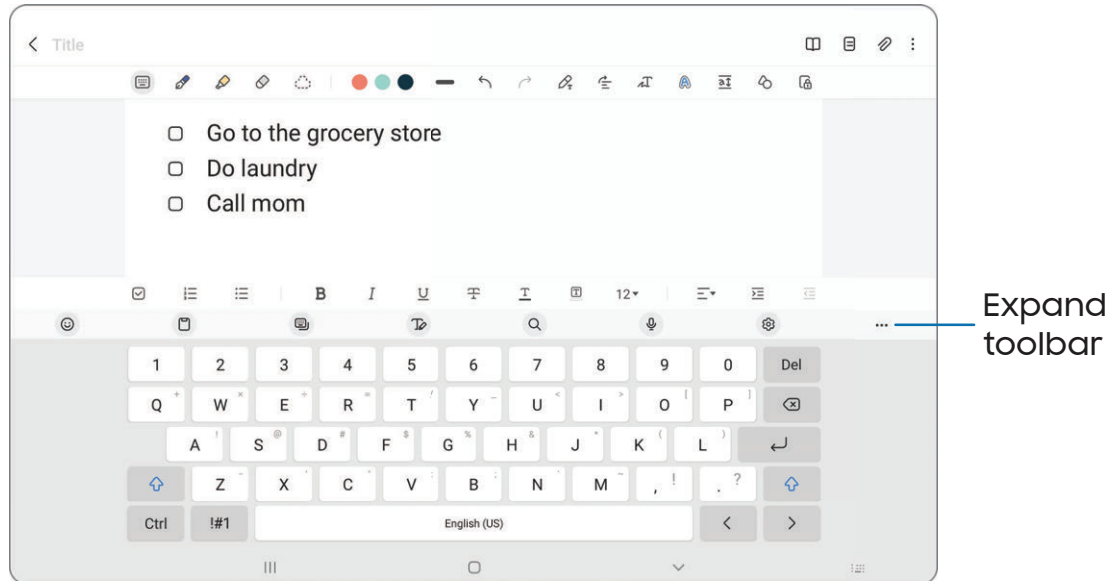 Title
Go to the grocery store
Do laundry
Call mom
B I U T T T 12
Expand
toolbar
1 2 3 4 5 6 7 8 9 0 Del
Q + W × E ÷ R = T / Y _ U < I > O [ P ]
A ! S @ D # F $ G % H & J * K ( L )
Z - X ' C " V : B ; N ` M ~ , ! . ?
Ctrl !#1 English (US) < >